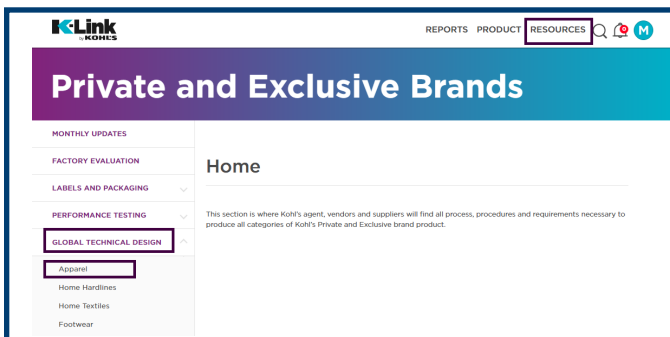 K-Link
by KOHL'S
REPORTS PRODUCT RESOURCES 0 M
Private and Exclusive Brands
MONTHLY UPDATES
FACTORY EVALUATION
LABELS AND PACKAGING
PERFORMANCE TESTING
GLOBAL TECHNICAL DESIGN
Apparel
Home Hardlines
Home Textiles
Footwear
Home
This section is where Kohl's agent, vendors and suppliers will find all process, procedures and requirements necessary to
produce all categories of Kohl's Private and Exclusive brand product.